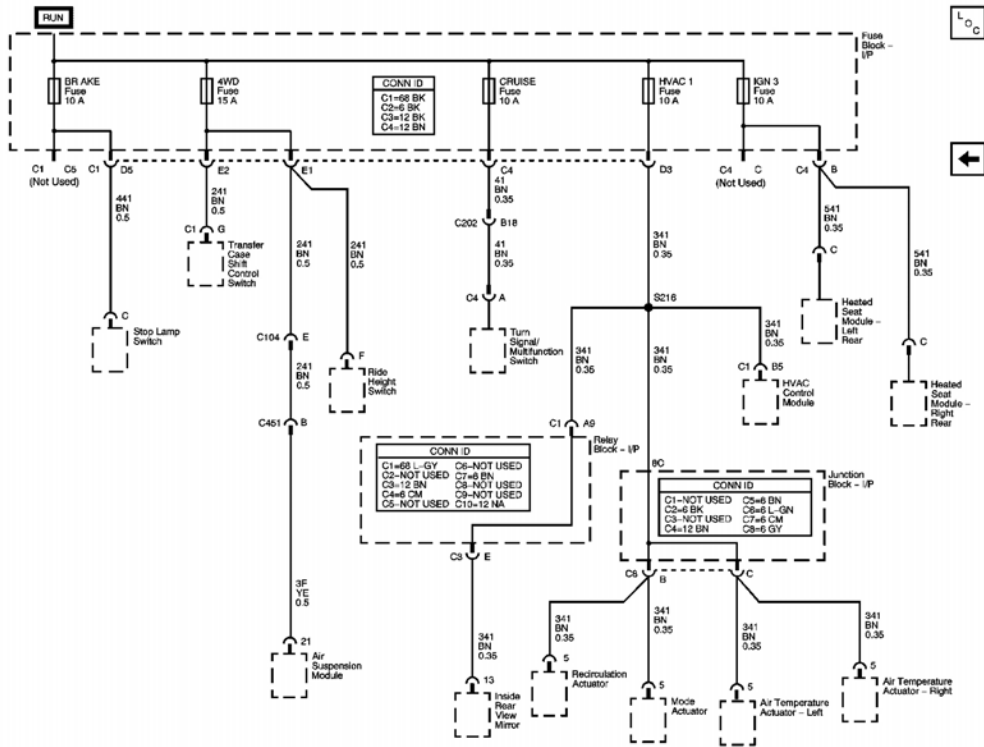 RUN
L
O
C
Fuse
Block –
I/P
BR AKE
Fuse
10 A
4WD
Fuse
15 A
CONN ID
C1=68 BK
C2=6 BK
C3=12 BK
C4=12 BN
CRUISE
Fuse
10 A
HVAC 1
Fuse
10 A
IGN 3
Fuse
10 A
C1 C5
(Not Used)
C1 D5
E2
E1
C4
D3
C4 C
(Not Used)
C4 B
441
BN
0.5
241
BN
0.5
41
BN
0.35
C202 B18
41
BN
0.35
C4 A
Turn
Signal/
Multifunction
Switch
C1 G
Transfer
Case
Shift
Control
Switch
241
BN
0.5
241
BN
0.5
341
BN
0.35
541
BN
0.35
541
BN
0.35
C
Heated
Seat
Module –
Left
Rear
C
Heated
Seat
Module –
Right
Rear
S216
C
Stop Lamp
Switch
C104 E
241
BN
0.5
F
Ride
Height
Switch
C451 B
341
BN
0.35
341
BN
0.35
341
BN
0.35
C1 B5
HVAC
Control
Module
C1 A9
Relay
Block – I/P
CONN ID
C1=68 L–GY C6–NOT USED
C2–NOT USED C7=6 BN
C3=12 BN C8–NOT USED
C4=6 CM C9–NOT USED
C5–NOT USED C10=12 NA
8C
Junction
Block – I/P
CONN ID
C1–NOT USED C5=6 BN
C2=6 BK C6=6 L–GN
C3–NOT USED C7=6 CM
C4=12 BN C8=6 GY
C3 E
C6 B
C
3F
YE
0.5
21
Air
Suspension
Module
341
BN
0.35
13
Inside
Rear
View
Mirror
341
BN
0.35
5
Recirculation
Actuator
341
BN
0.35
5
Mode
Actuator
341
BN
0.35
5
Air Temperature
Actuator – Left
341
BN
0.35
5
Air Temperature
Actuator – Right